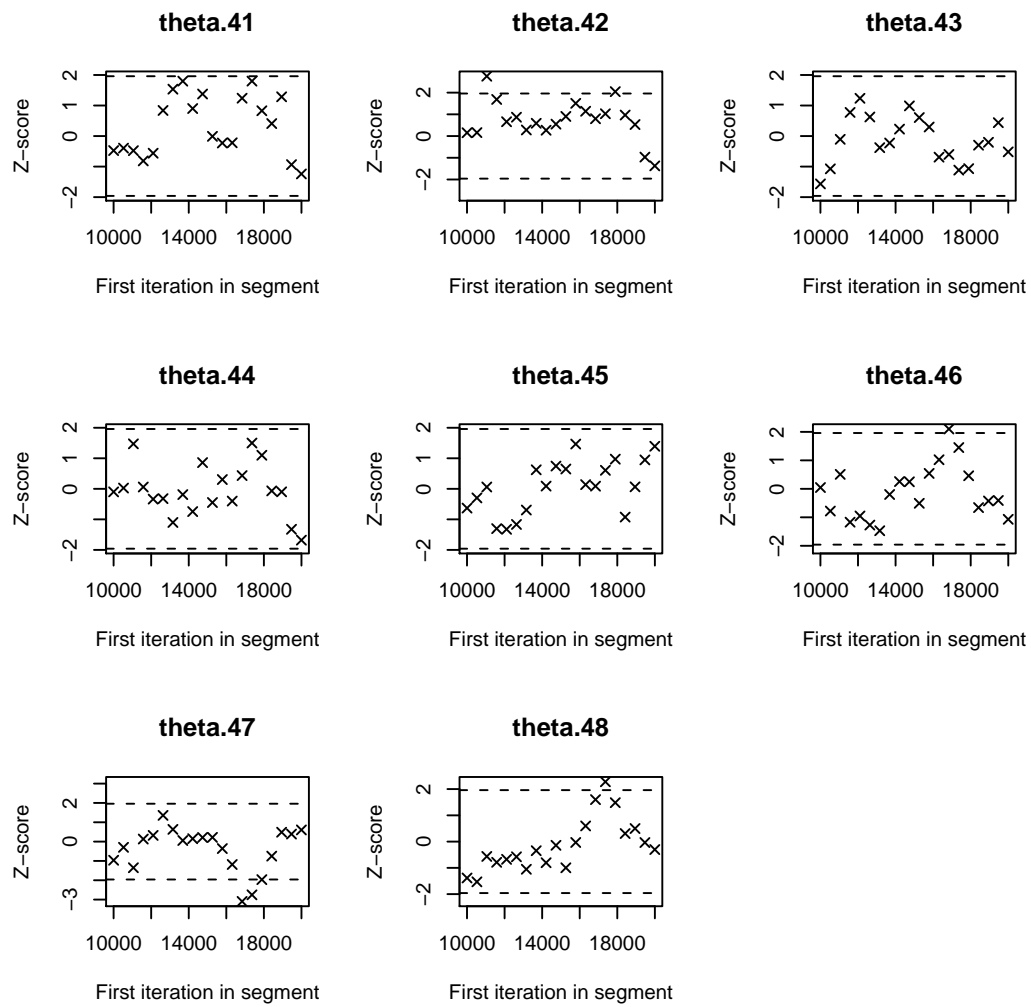 theta.41 theta.42 theta.43
Z−score Z−score Z−score
2 2 2
1 1
0 0 0
−2 −2 −2
10000 14000 18000 10000 14000 18000 10000 14000 18000
First iteration in segment First iteration in segment First iteration in segment
theta.44 theta.45 theta.46
Z−score Z−score Z−score
2 2 2
1 1 1
0 0 0
−2 −2 −2
10000 14000 18000 10000 14000 18000 10000 14000 18000
First iteration in segment First iteration in segment First iteration in segment
theta.47 theta.48
Z−score Z−score
2 2
0 1
−3 0
−2
10000 14000 18000 10000 14000 18000
First iteration in segment First iteration in segment